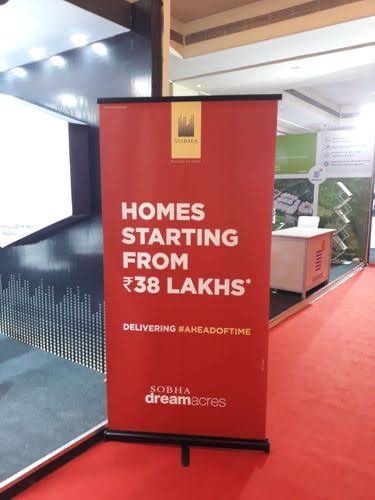 SOBHA
HOMES
STARTING
FROM
₹38 LAKHS*
DELIVERING #AHEADOFTIME
SOBHA
dreamacres